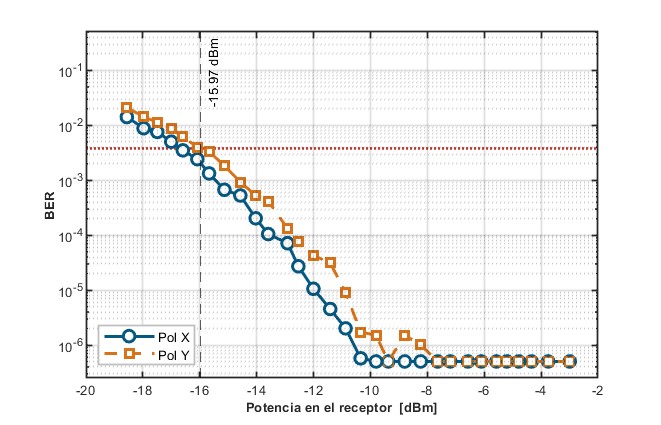 -15.97 dBm
10-1
10-2
10-3
10-4
10-5
10-6
BER
Pol X
Pol Y
-20 -18 -16 -14 -12 -10 -8 -6 -4 -2
Potencia en el receptor [dBm]